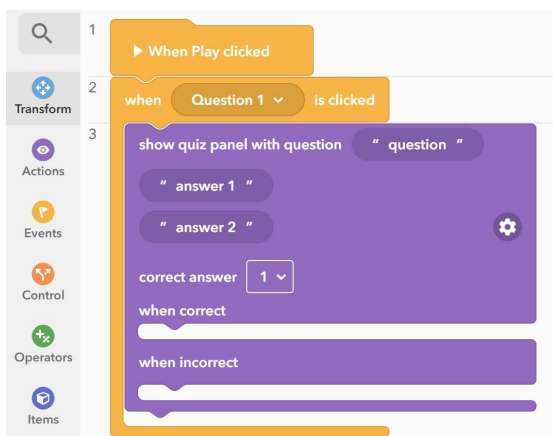 1
When Play clicked
2
when Question 1 is clicked
3
show quiz panel with question " question "
" answer 1 "
" answer 2 "
correct answer 1
when correct
when incorrect
Transform
Actions
Events
Control
Operators
Items